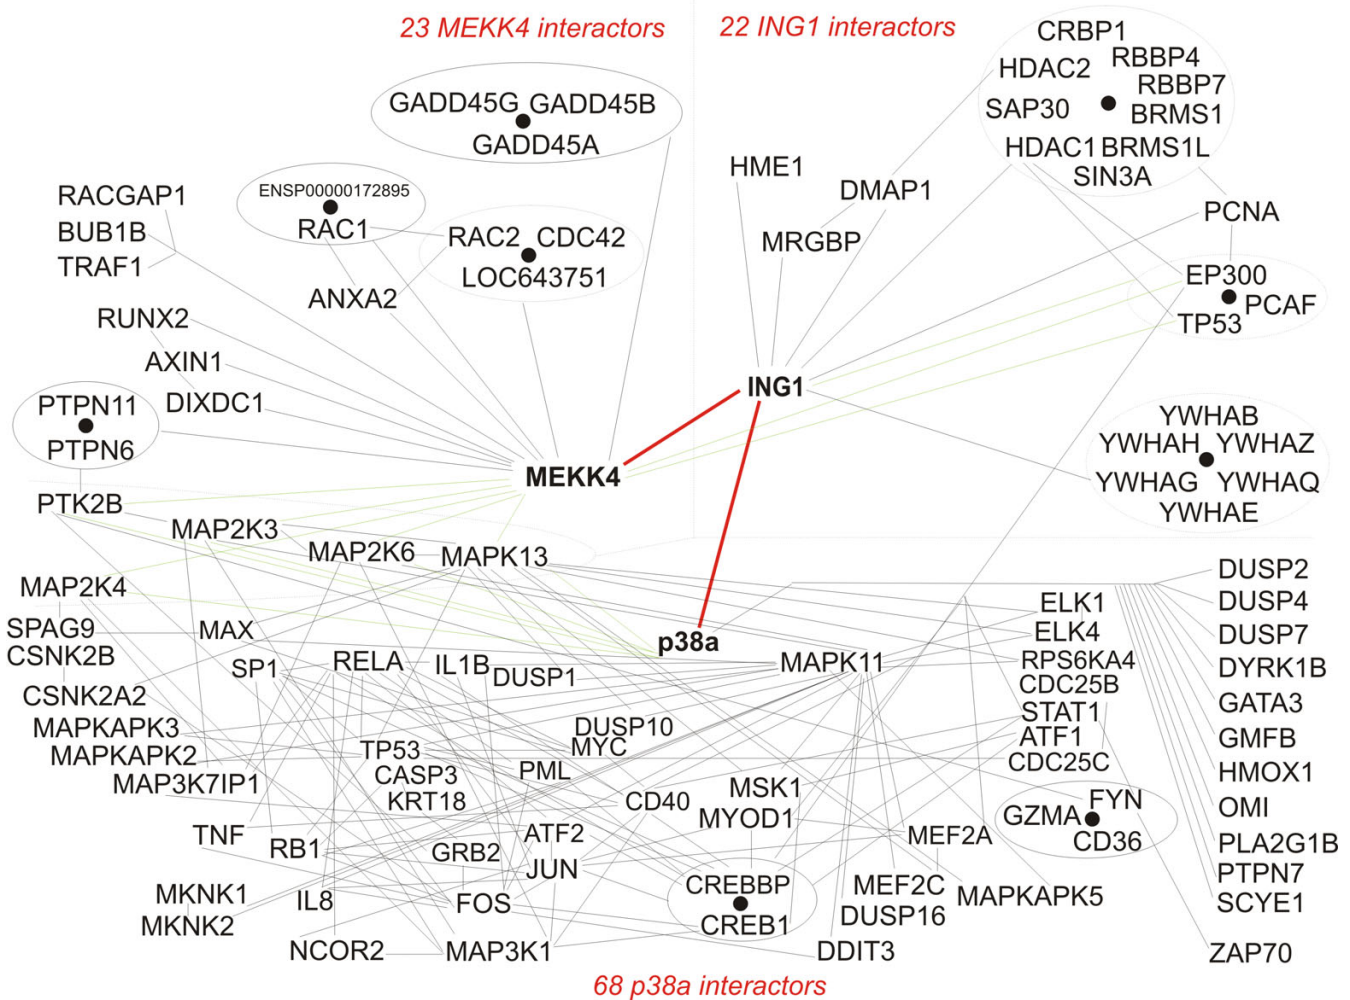 23 MEKK4 interactors
22 ING1 interactors
CRBP1
RBBP4
HDAC2
RBBP7
SAP30
BRMS1
HDAC1 BRMS1L
SIN3A
GADD45G GADD45B
GADD45A
HME1
DMAP1
MRGBP
PCNA
EP300
PCAF
TP53
RACGAP1
BUB1B
TRAF1
ENSP00000172895
RAC1
RAC2 CDC42
LOC643751
ANXA2
RUNX2
AXIN1
DIXDC1
PTPN11
PTPN6
ING1
MEKK4
YWHAB
YWHAH YWHAZ
YWHAG YWHAQ
YWHAE
PTK2B
MAP2K3
MAP2K6
MAPK13
MAP2K4
SPAG9
MAX
CSNK2B
SP1
RELA
IL1B
DUSP1
CSNK2A2
p38a
MAPK11
ELK1
ELK4
RPS6KA4
CDC25B
STAT1
ATF1
CDC25C
DUSP2
DUSP4
DUSP7
DYRK1B
GATA3
GMFB
HMOX1
OMI
PLA2G1B
PTPN7
SCYE1
ZAP70
MAPKAPK3
MAPKAPK2
MAP3K7IP1
DUSP10
MYC
TP53
CASP3
KRT18
PML
CD40
MSK1
MYOD1
FYN
GZMA
CD36
TNF
RB1
GRB2
ATF2
JUN
MEF2A
MKNK1
MKNK2
IL8
FOS
CREBBP
CREB1
MEF2C
DUSP16
MAPKAPK5
NCOR2
MAP3K1
DDIT3
68 p38a interactors